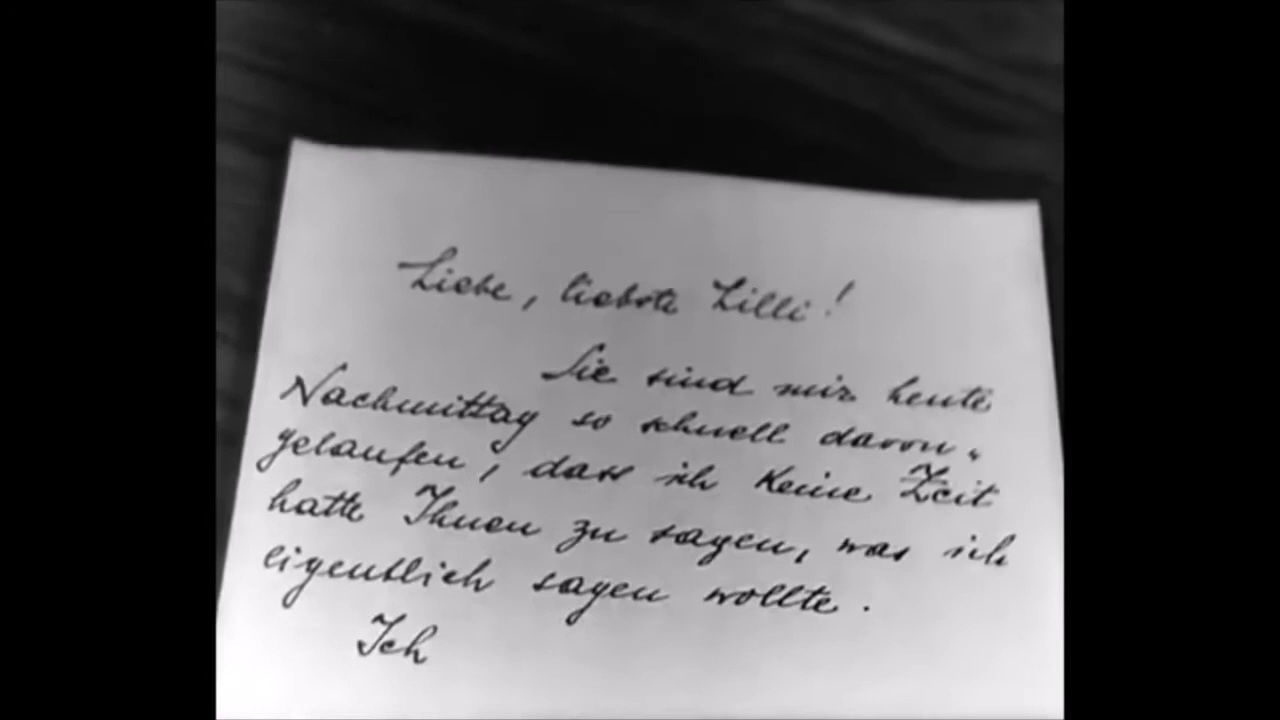 Liebe, liebste Lilli!
Sie sind mir heute
Nachmittag so schnell davon-
gelaufen, dass ich keine Zeit
hatte Ihnen zu sagen, was ich
eigentlich sagen wollte.
Ich